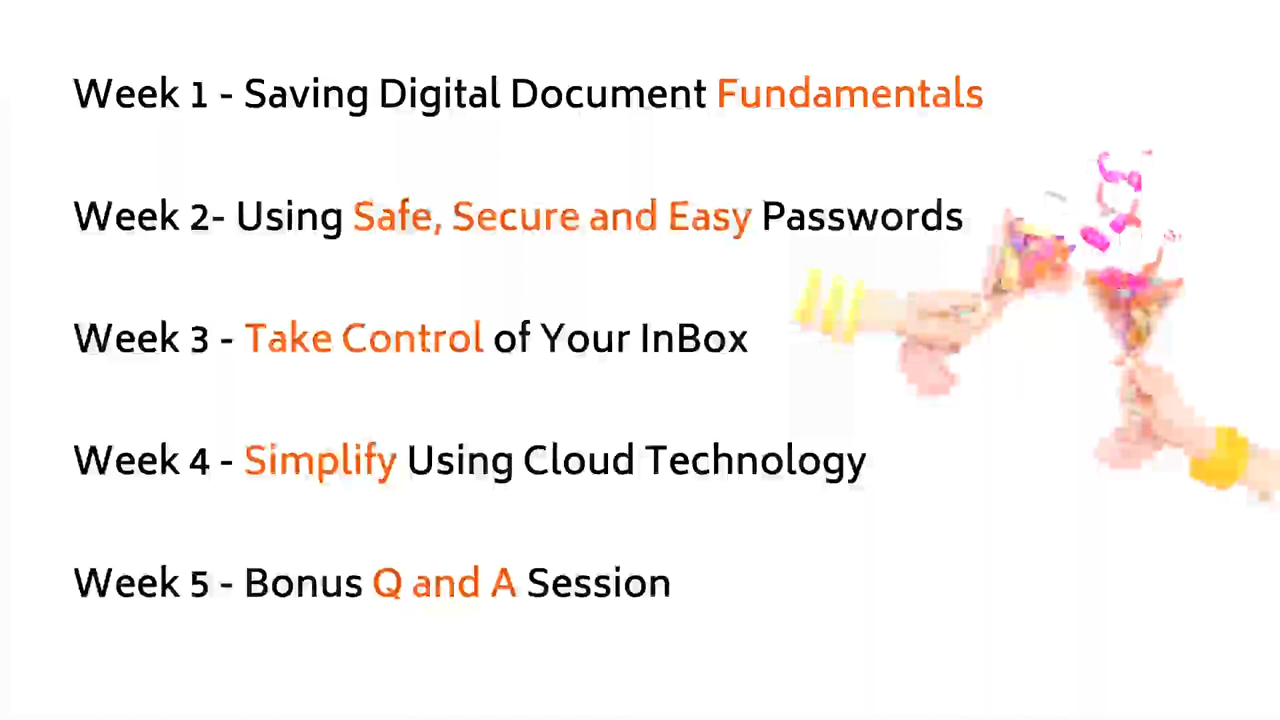 Week 1 - Saving Digital Document Fundamentals
Week 2- Using Safe, Secure and Easy Passwords
Week 3 - Take Control of Your InBox
Week 4 - Simplify Using Cloud Technology
Week 5 - Bonus Q and A Session